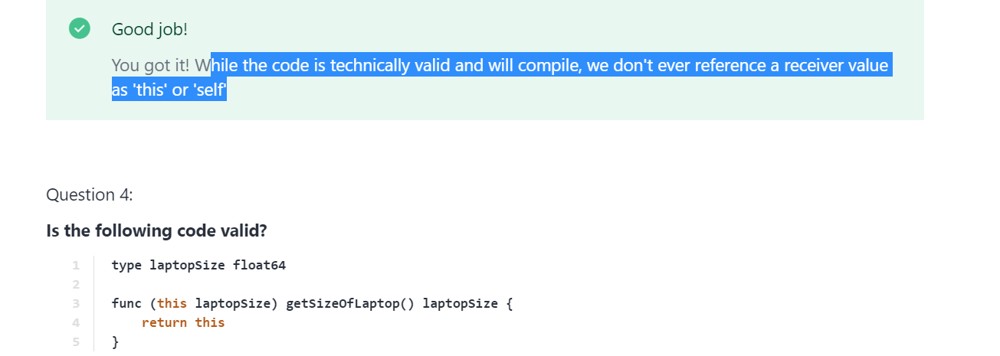 Good job!
You got it! While the code is technically valid and will compile, we don't ever reference a receiver value
as 'this' or 'self'
Question 4:
Is the following code valid?
1 type laptopSize float64
2
3 func (this laptopSize) getSizeOfLaptop() laptopSize {
4 return this
5 }